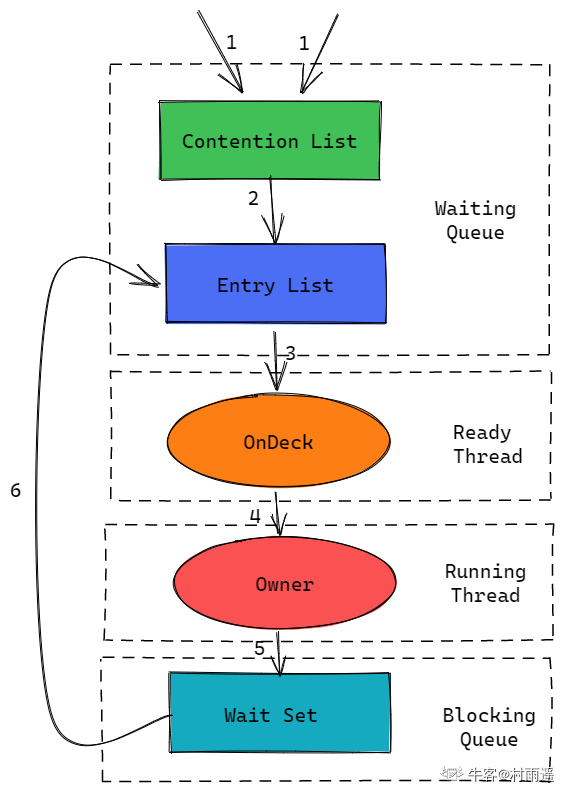 1
1
Contention List
2
Waiting
Queue
Entry List
3
OnDeck
Ready
Thread
6
4
Owner
Running
Thread
5
Wait Set
Blocking
Queue
牛客@村雨遥